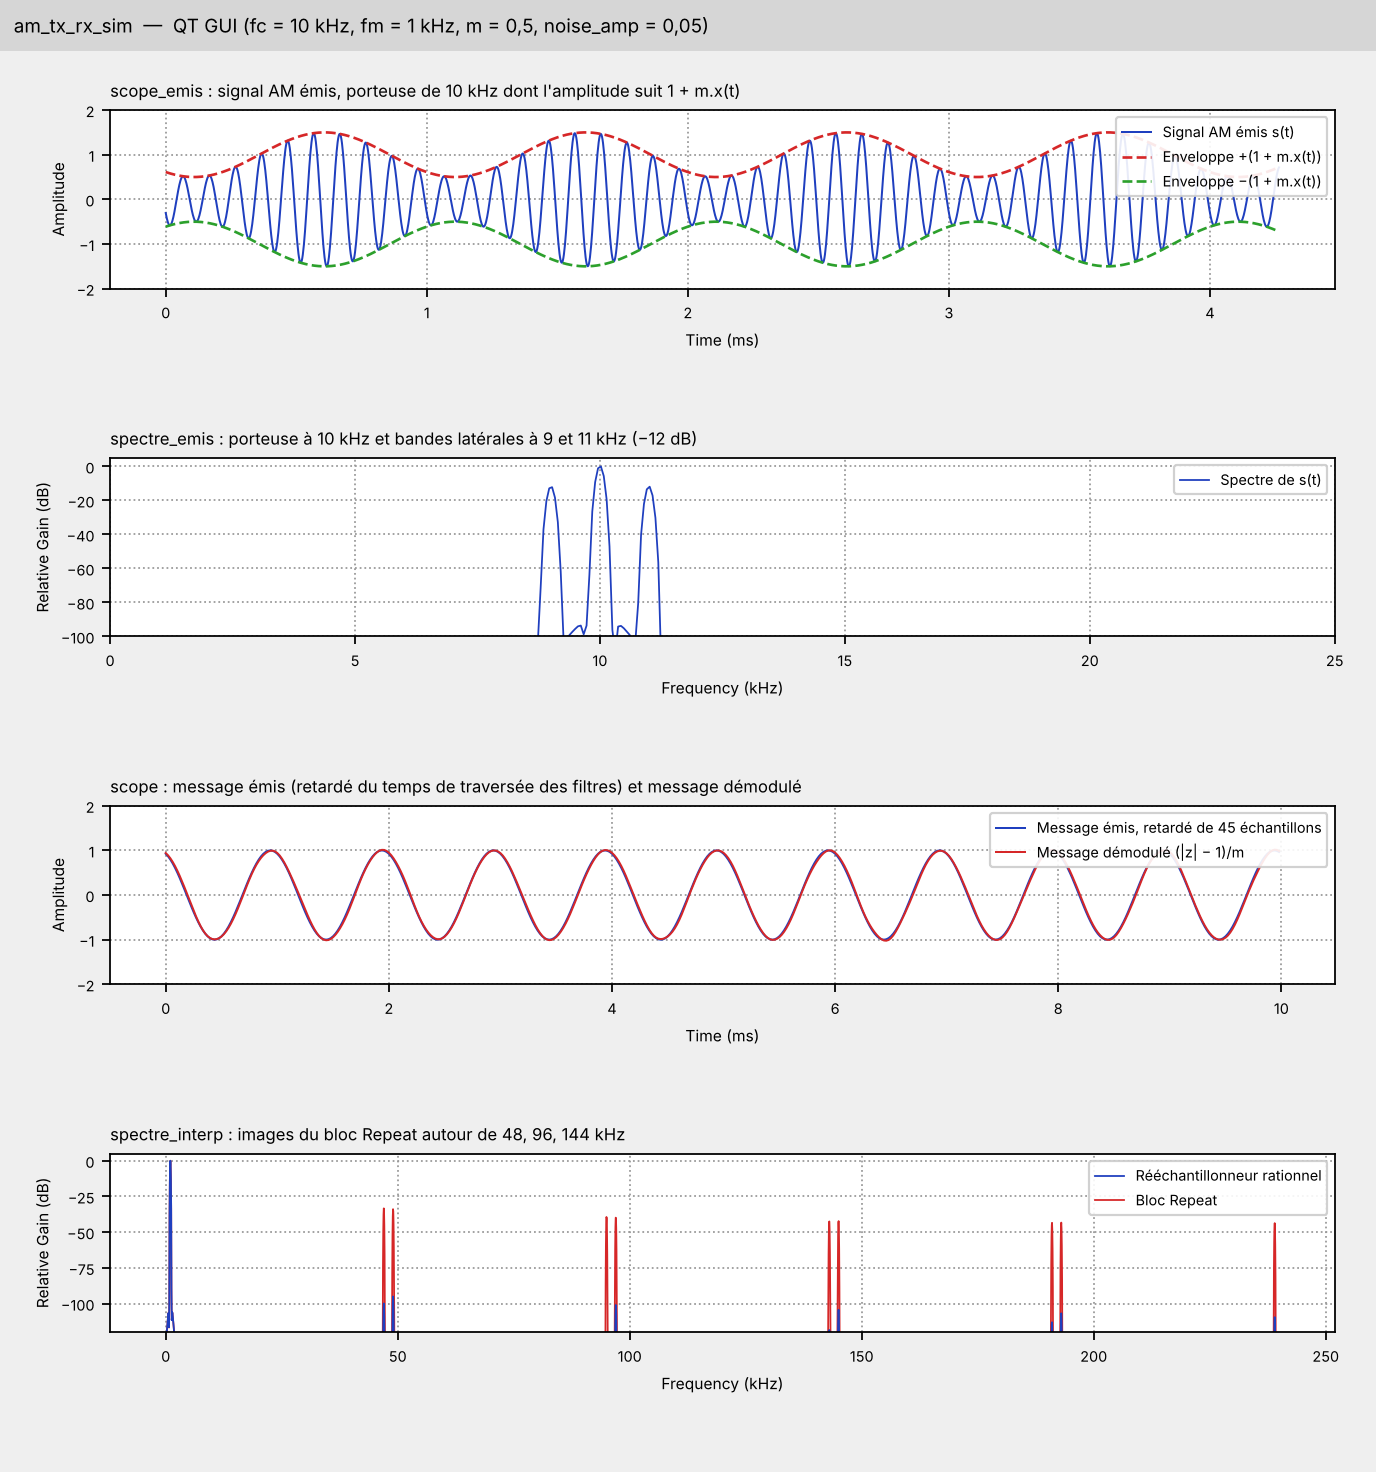 am_tx_rx_sim — QT GUI (fc = 10 kHz, fm = 1 kHz, m = 0,5, noise_amp = 0,05)
scope_emis : signal AM émis, porteuse de 10 kHz dont l'amplitude suit 1 + m.x(t)
Signal AM émis s(t)
Enveloppe +(1 + m.x(t))
Enveloppe −(1 + m.x(t))
Amplitude
2
1
0
−1
−2
0 1 2 3 4
Time (ms)
spectre_emis : porteuse à 10 kHz et bandes latérales à 9 et 11 kHz (−12 dB)
Spectre de s(t)
Relative Gain (dB)
0
−20
−40
−60
−80
−100
0 5 10 15 20 25
Frequency (kHz)
scope : message émis (retardé du temps de traversée des filtres) et message démodulé
Message émis, retardé de 45 échantillons
Message démodulé (|z| − 1)/m
Amplitude
2
1
0
−1
−2
0 2 4 6 8 10
Time (ms)
spectre_interp : images du bloc Repeat autour de 48, 96, 144 kHz
Rééchantillonneur rationnel
Bloc Repeat
Relative Gain (dB)
0
−25
−50
−75
−100
0 50 100 150 200 250
Frequency (kHz)